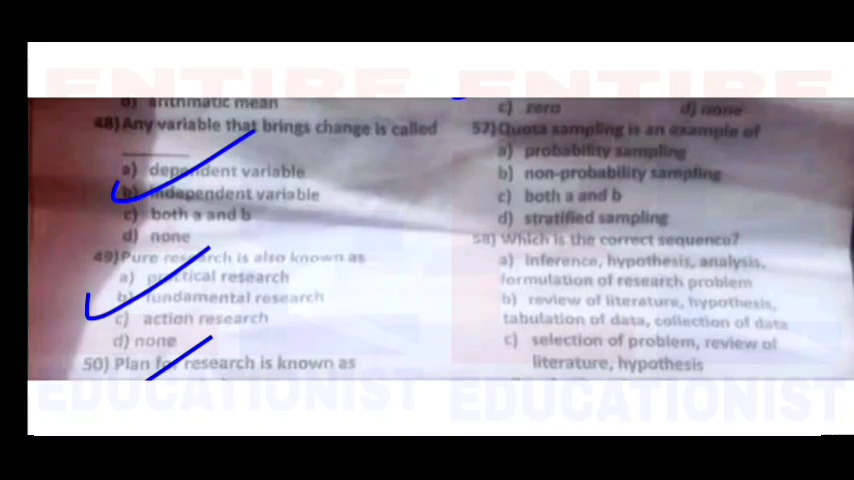 ENTIRE ENTIRE
d) arithmatic mean
48) Any variable that brings change is called
a) dependent variable
b) independent variable
c) both a and b
d) none
49) Pure research is also known as
a) practical research
b) fundamental research
c) action research
d) none
50) Plan for research is known as
c) zero d) none
57) Quota sampling is an example of
a) probability sampling
b) non-probability sampling
c) both a and b
d) stratified sampling
58) Which is the correct sequence?
a) inference, hypothesis, analysis,
formulation of research problem
b) review of literature, hypothesis,
tabulation of data, collection of data
c) selection of problem, review of
literature, hypothesis
EDUCATIONIST EDUCATIONIST